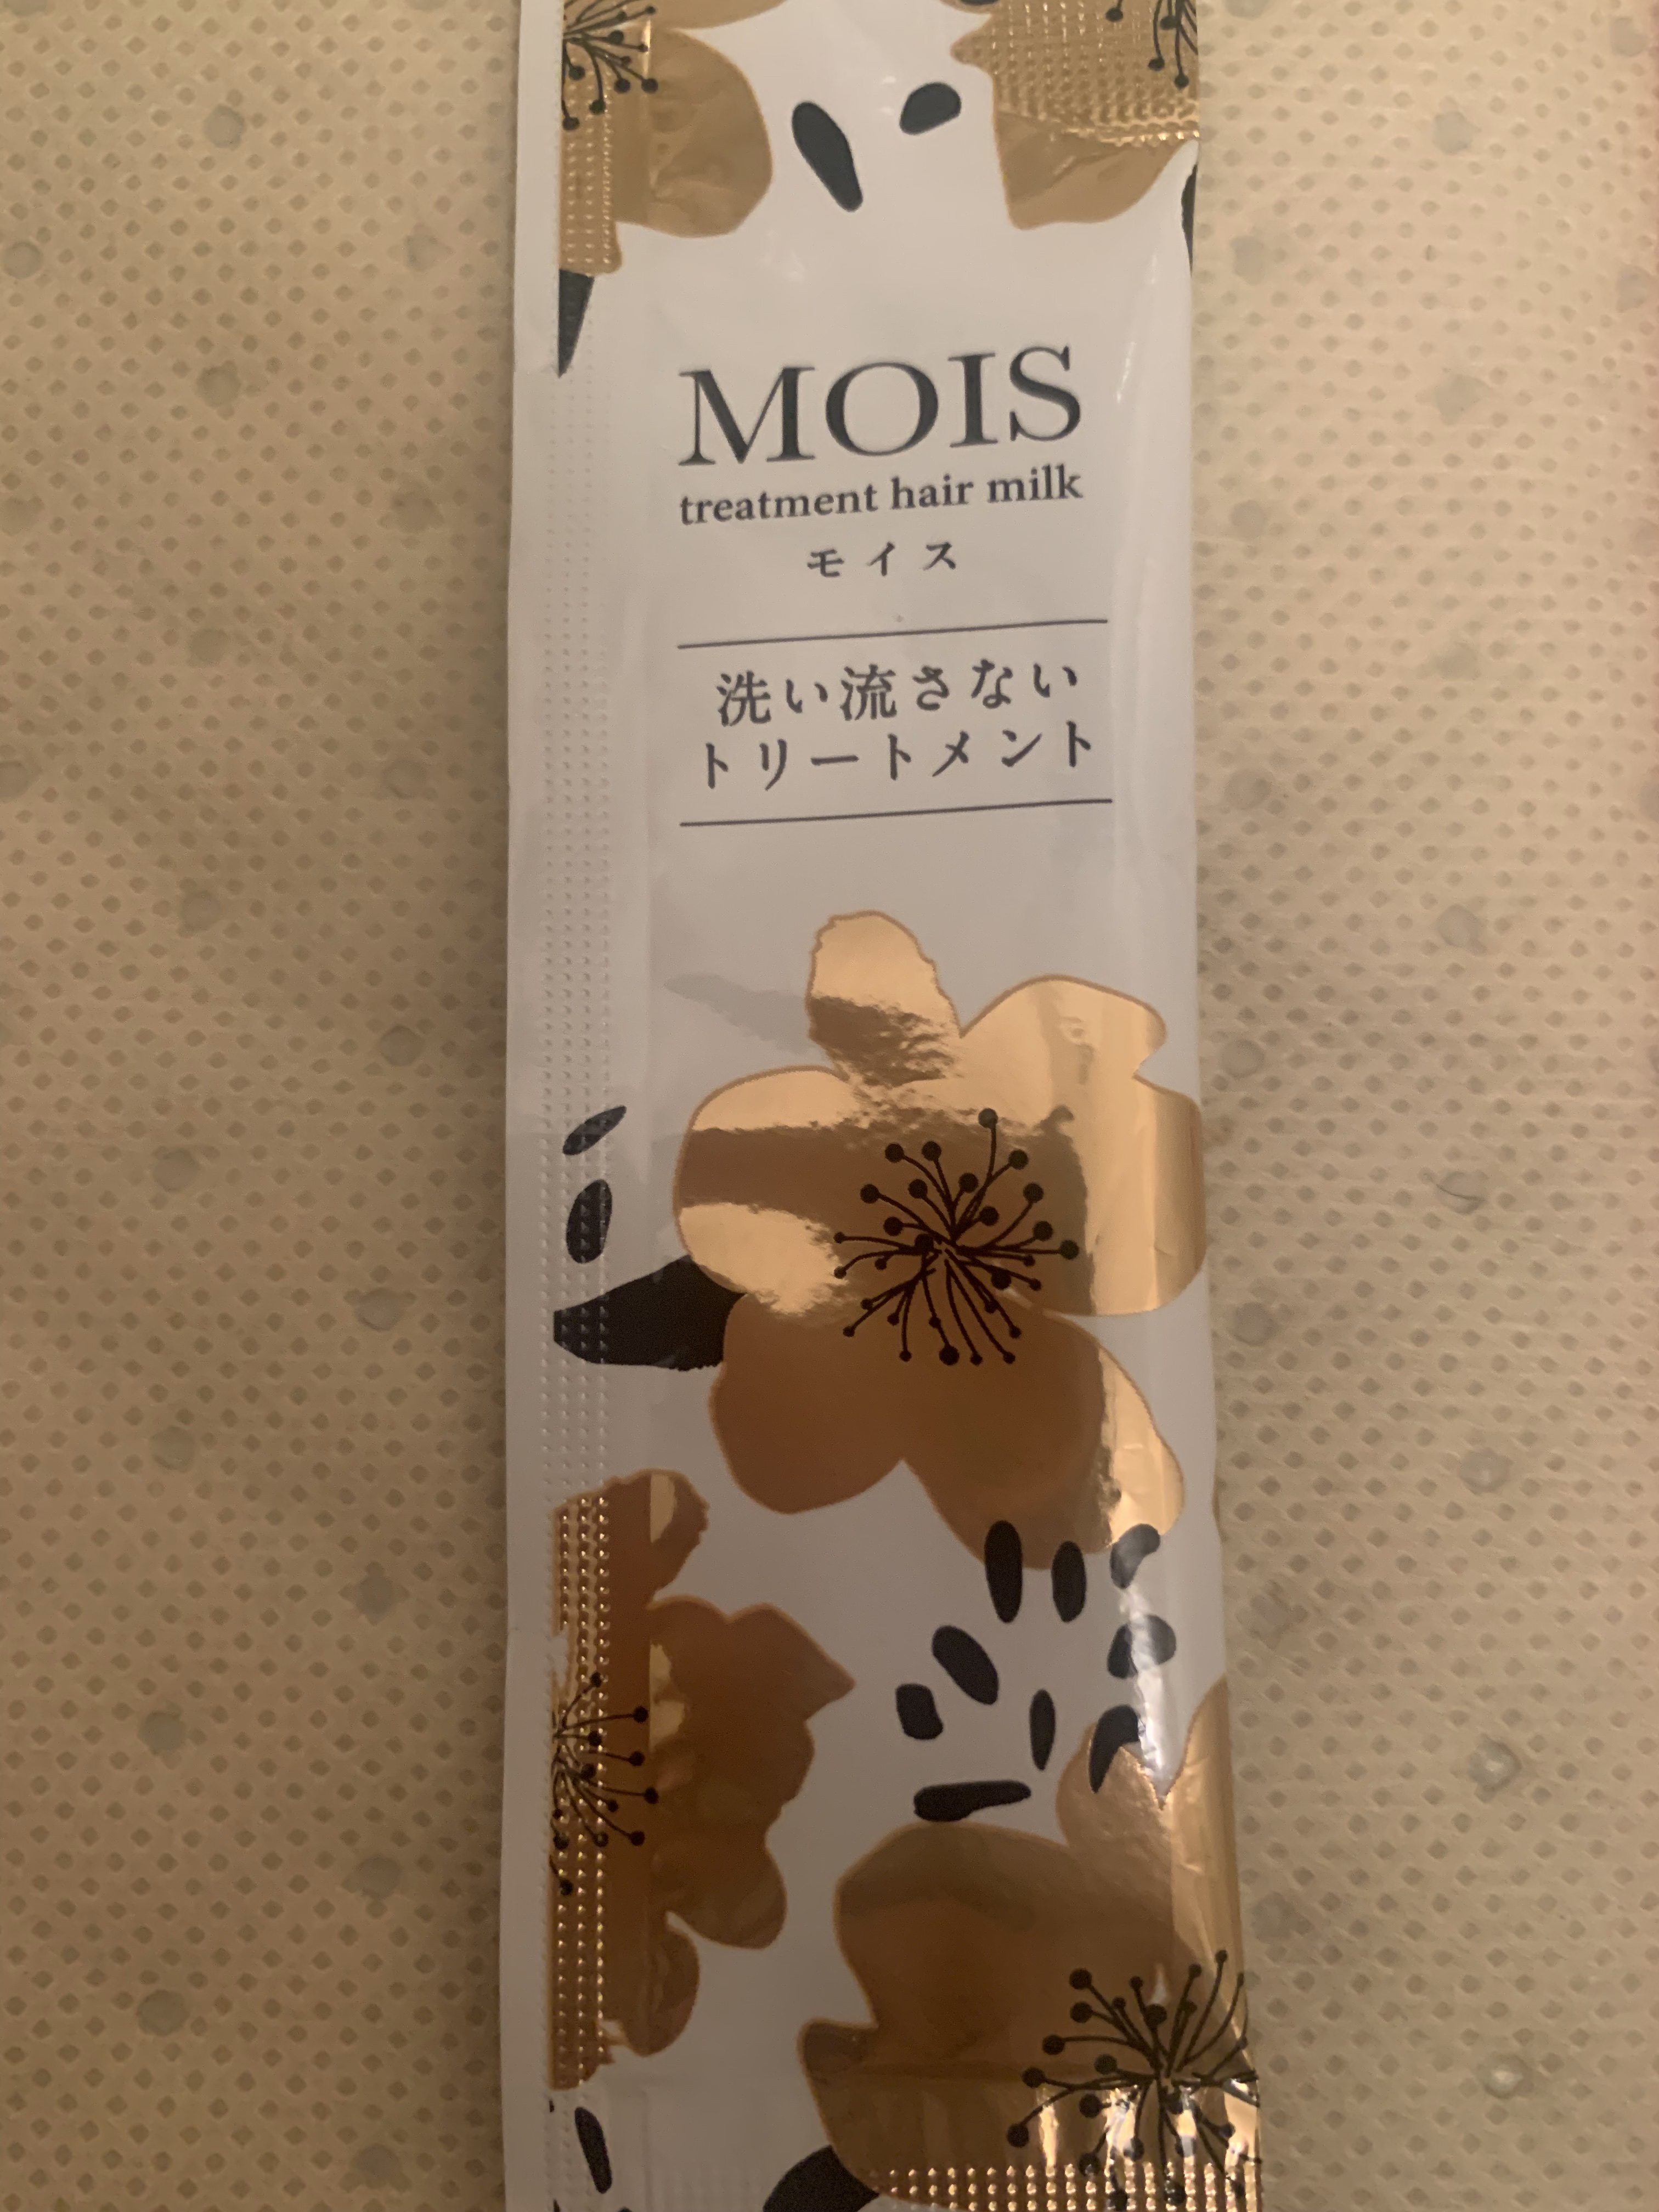 MOIS
treatment hair milk
モイス
洗い流さない
トリートメント